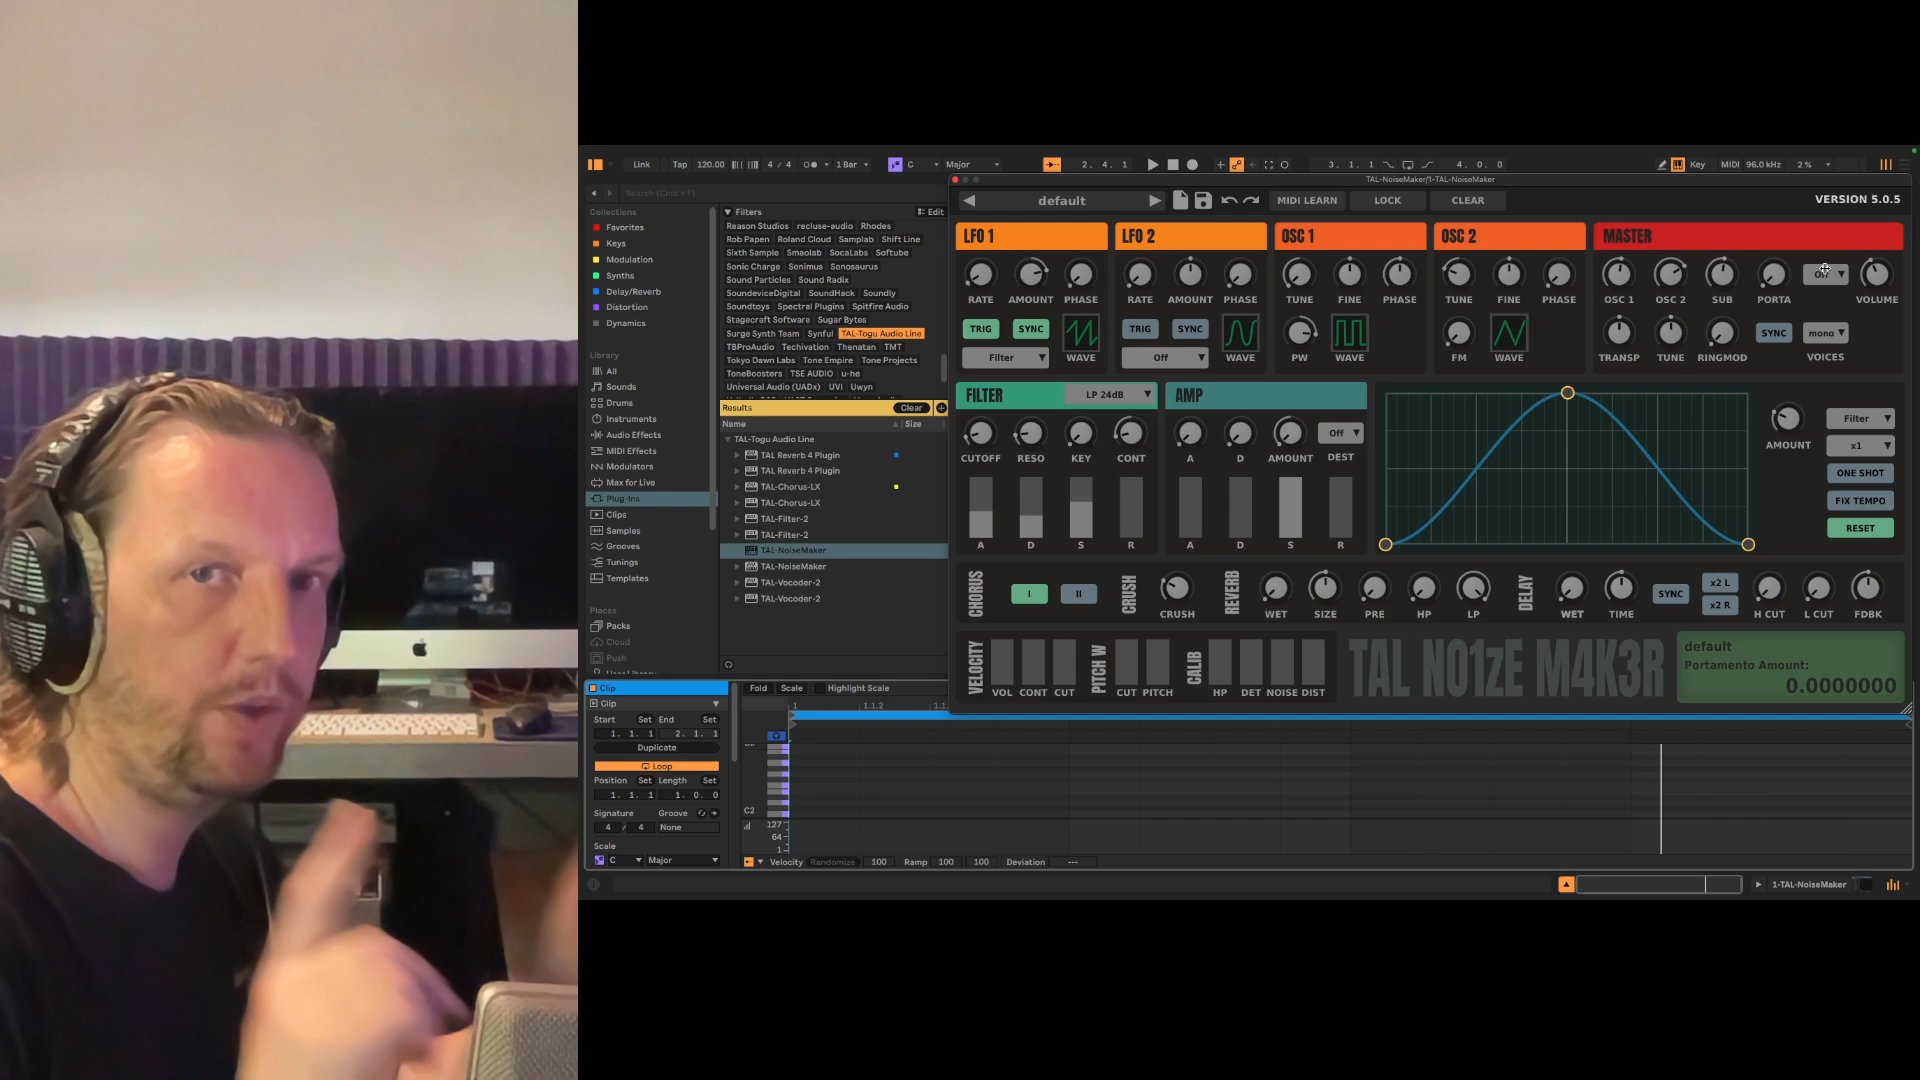 Link Tap 120.00 4 / 4 1 Bar C Major 2. 4. 1 3. 1. 1 4. 0. 0 Key MIDI 96.0 kHz 2 %
Search (Cmd + F)
Collections
Favorites
Keys
Modulation
Synths
Delay/Reverb
Distortion
Dynamics
Library
All
Sounds
Drums
Instruments
Audio Effects
MIDI Effects
Modulators
Max for Live
Plug-Ins
Clips
Samples
Grooves
Tunings
Templates
Places
Packs
Cloud
Push
Filters Edit
Reason Studios recluse-audio Rhodes
Rob Papen Roland Cloud Samplab Shift Line
Sixth Sample Smaolab SocaLabs Softube
Sonic Charge Sonimus Sonosaurus
Sound Particles Sound Radix
SoundeviceDigital SoundHack Soundly
Soundtoys Spectral Plugins Spitfire Audio
Stagecraft Software Sugar Bytes
Surge Synth Team Synful TAL-Togu Audio Line
TBProAudio Techivation Thenatan TMT
Tokyo Dawn Labs Tone Empire Tone Projects
ToneBoosters TSE AUDIO u-he
Universal Audio (UADx) UVI Uwyn
Results Clear
Name Size
TAL-Togu Audio Line
TAL Reverb 4 Plugin
TAL Reverb 4 Plugin
TAL-Chorus-LX
TAL-Chorus-LX
TAL-Filter-2
TAL-Filter-2
TAL-NoiseMaker
TAL-NoiseMaker
TAL-Vocoder-2
TAL-Vocoder-2
TAL-NoiseMaker/1-TAL-NoiseMaker
default MIDI LEARN LOCK CLEAR VERSION 5.0.5
LFO 1 LFO 2 OSC 1 OSC 2 MASTER
RATE AMOUNT PHASE RATE AMOUNT PHASE TUNE FINE PHASE TUNE FINE PHASE OSC 1 OSC 2 SUB PORTA VOLUME
TRIG SYNC TRIG SYNC SYNC mono
Filter WAVE Off WAVE PW WAVE FM WAVE TRANSP TUNE RINGMOD VOICES
FILTER LP 24dB AMP
CUTOFF RESO KEY CONT A D AMOUNT Off DEST
A D S R A D S R
AMOUNT
Filter
x1
ONE SHOT
FIX TEMPO
RESET
CHORUS I II CRUSH CRUSH REVERB WET SIZE PRE HP LP DELAY WET TIME SYNC x2 L x2 R H CUT L CUT FDBK
VELOCITY VOL CONT CUT PITCH W CUT PITCH CALIB HP DET NOISE DIST
TAL NO1zE M4K3R
default
Portamento Amount:
0.0000000
Clip Fold Scale Highlight Scale
Clip
1 1.1.2
Start Set End Set
1. 1. 1 2. 1. 1
Duplicate
Loop
Position Set Length Set
1. 1. 1 1. 0. 0
Signature Groove
4 / 4 None
Scale
C Major
C2
127
64
1
Velocity Randomize 100 Ramp 100 100 Deviation ---
1-TAL-NoiseMaker